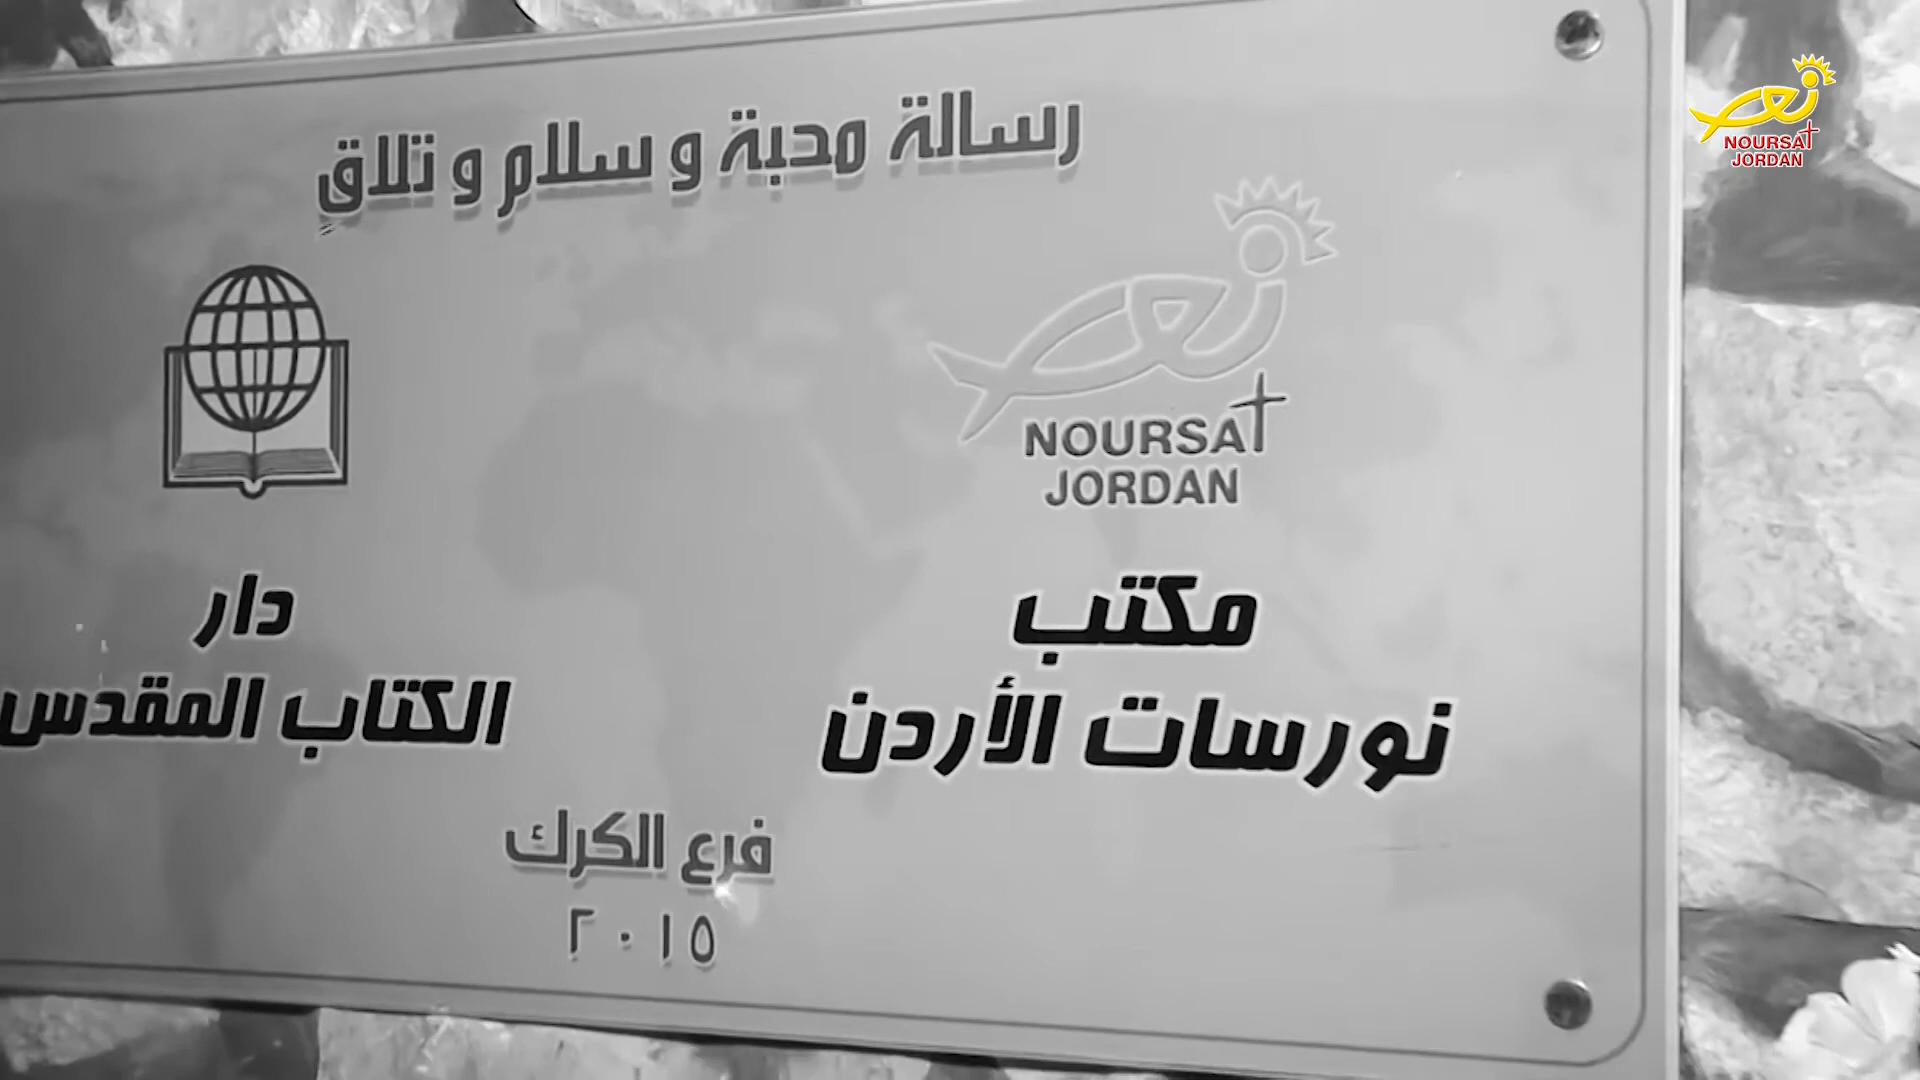 رسالة محبة و سلام و تلاقٍ
NOURSAT
JORDAN
مكتب
نورسات الأردن
دار
الكتاب المقدس
فرع الكرك
٢٠١٥
NOURSAT
JORDAN